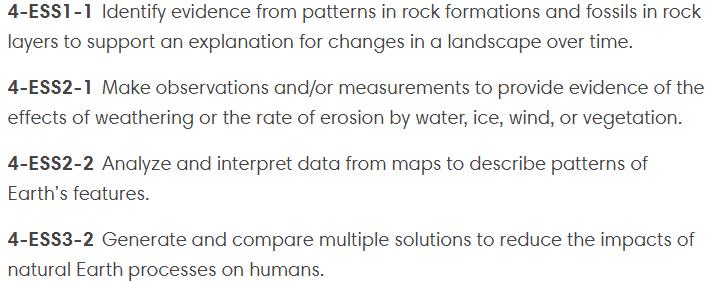 4-ESS1-1 Identify evidence from patterns in rock formations and fossils in rock
layers to support an explanation for changes in a landscape over time.
4-ESS2-1 Make observations and/or measurements to provide evidence of the
effects of weathering or the rate of erosion by water, ice, wind, or vegetation.
4-ESS2-2 Analyze and interpret data from maps to describe patterns of
Earth’s features.
4-ESS3-2 Generate and compare multiple solutions to reduce the impacts of
natural Earth processes on humans.